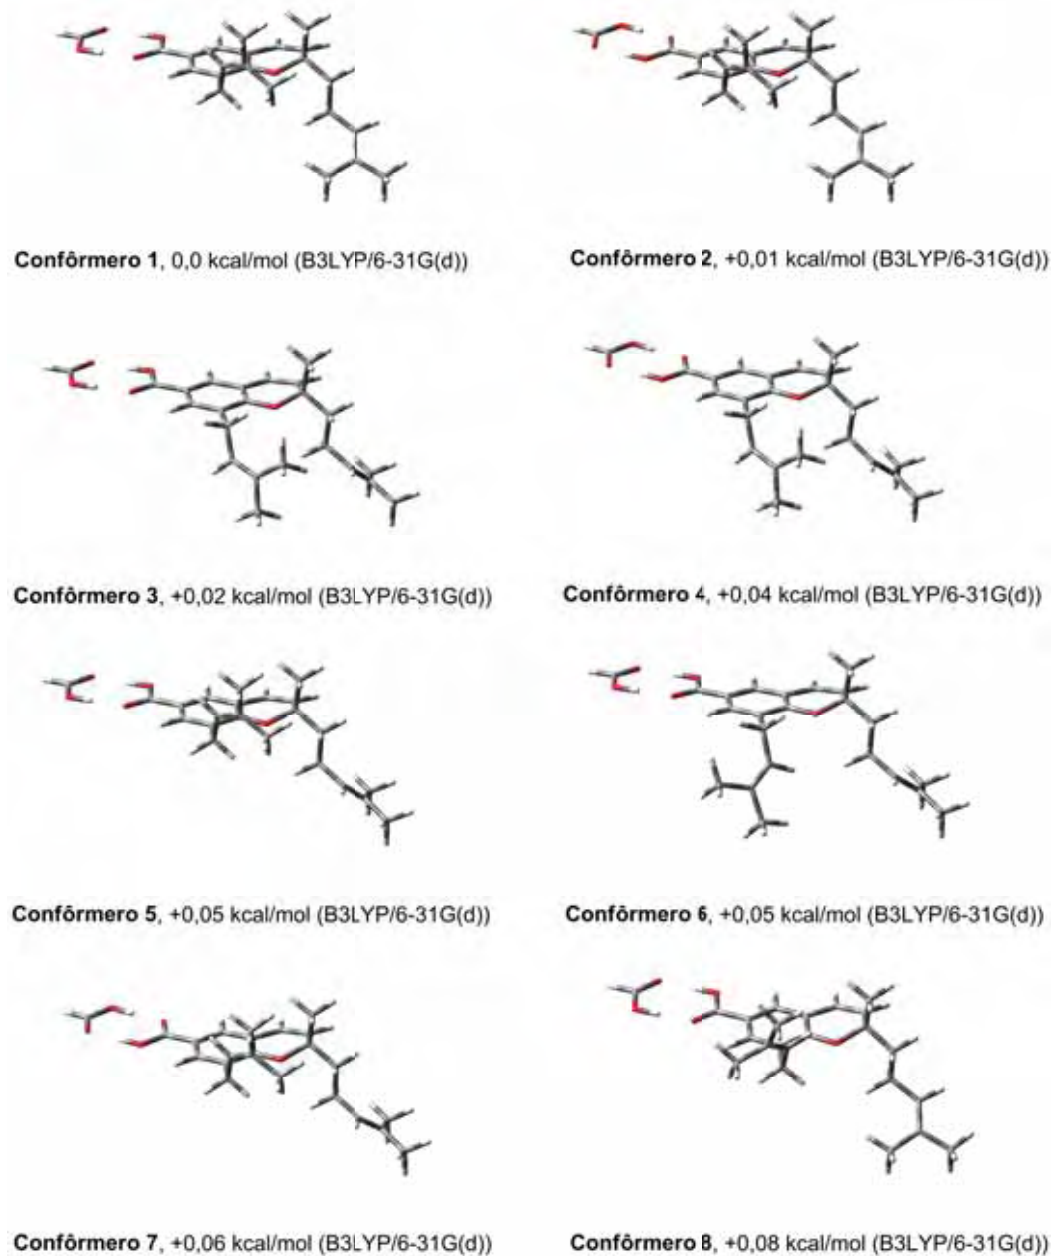 Confôrmero 1, 0,0 kcal/mol (B3LYP/6-31G(d))
Confôrmero 2, +0,01 kcal/mol (B3LYP/6-31G(d))
Confôrmero 3, +0,02 kcal/mol (B3LYP/6-31G(d))
Confôrmero 4, +0,04 kcal/mol (B3LYP/6-31G(d))
Confôrmero 5, +0,05 kcal/mol (B3LYP/6-31G(d))
Confôrmero 6, +0,05 kcal/mol (B3LYP/6-31G(d))
Confôrmero 7, +0,06 kcal/mol (B3LYP/6-31G(d))
Confôrmero 8, +0,08 kcal/mol (B3LYP/6-31G(d))